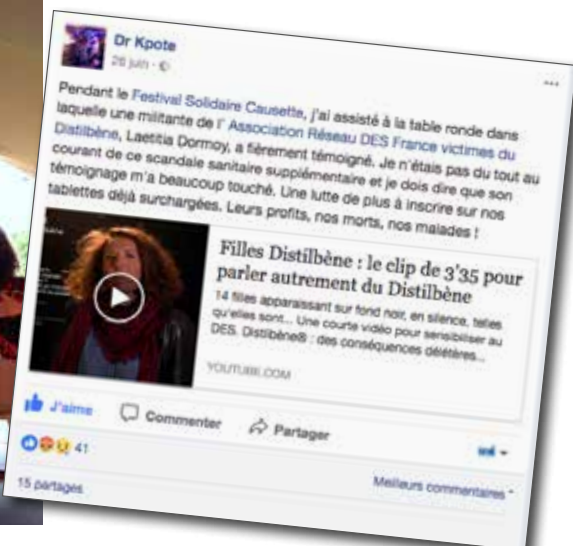 Dr Kpote
26 juin
Pendant le Festival Solidaire Causette, j'ai assisté à la table ronde dans
laquelle une militante de l' Association Réseau DES France victimes du
Distilbène, Laetitia Dormoy, a fièrement témoigné. Je n'étais pas du tout au
courant de ce scandale sanitaire supplémentaire et je dois dire que son
témoignage m'a beaucoup touché. Une lutte de plus à inscrire sur nos
tablettes déjà surchargées. Leurs profits, nos morts, nos malades !
Filles Distilbène : le clip de 3'35 pour
parler autrement du Distilbène
14 filles apparaissant sur fond noir, en silence, telles
qu'elles sont... Une courte vidéo pour sensibiliser au
DES. Distilbène® : des conséquences délétères...
YOUTUBE.COM
J'aime Commenter Partager
41
Meilleurs commentaires
15 partages